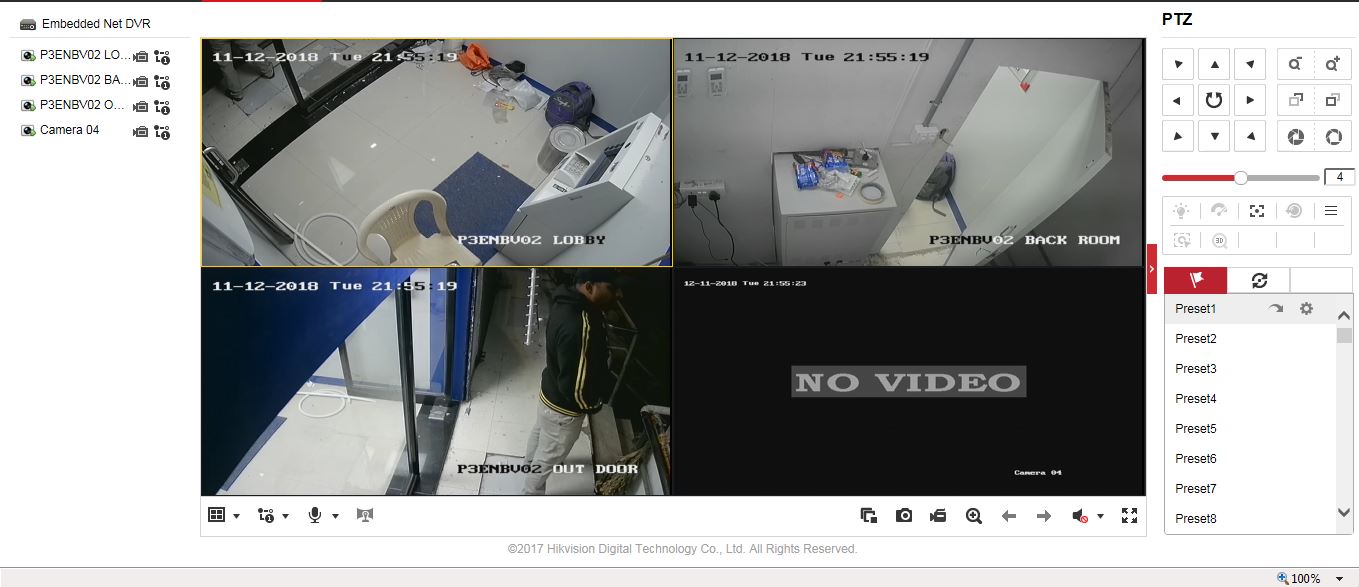 Embedded Net DVR
P3ENBV02 LO...
P3ENBV02 BA...
P3ENBV02 O...
Camera 04
11-12-2018 Tue 21:55:19
P3ENBV02 LOBBY
11-12-2018 Tue 21:55:19
P3ENBV02 BACK ROOM
11-12-2018 Tue 21:55:19
P3ENBV02 OUT DOOR
12-11-2018 Tue 21:55:23
NO VIDEO
Camera 04
PTZ
4
3D
Preset1
Preset2
Preset3
Preset4
Preset5
Preset6
Preset7
Preset8
©2017 Hikvision Digital Technology Co., Ltd. All Rights Reserved.
100%